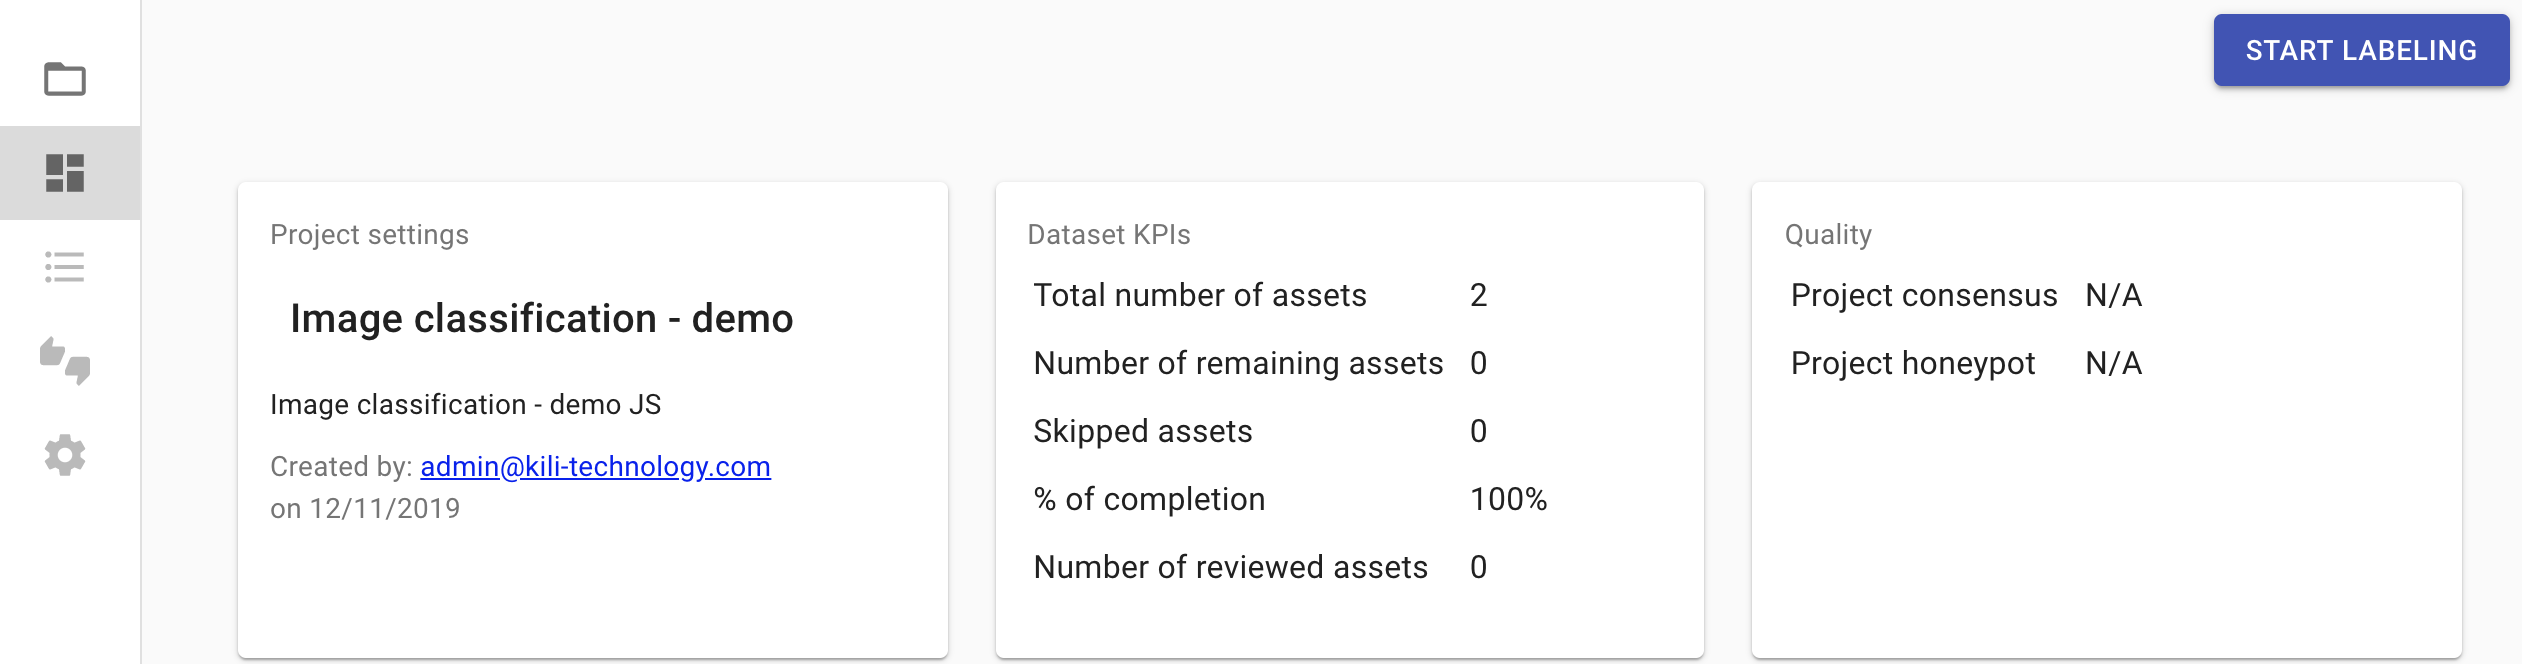 START LABELING
Project settings
Image classification - demo
Image classification - demo JS
Created by: admin@kili-technology.com
on 12/11/2019
Dataset KPIs
Total number of assets 2
Number of remaining assets 0
Skipped assets 0
% of completion 100%
Number of reviewed assets 0
Quality
Project consensus N/A
Project honeypot N/A